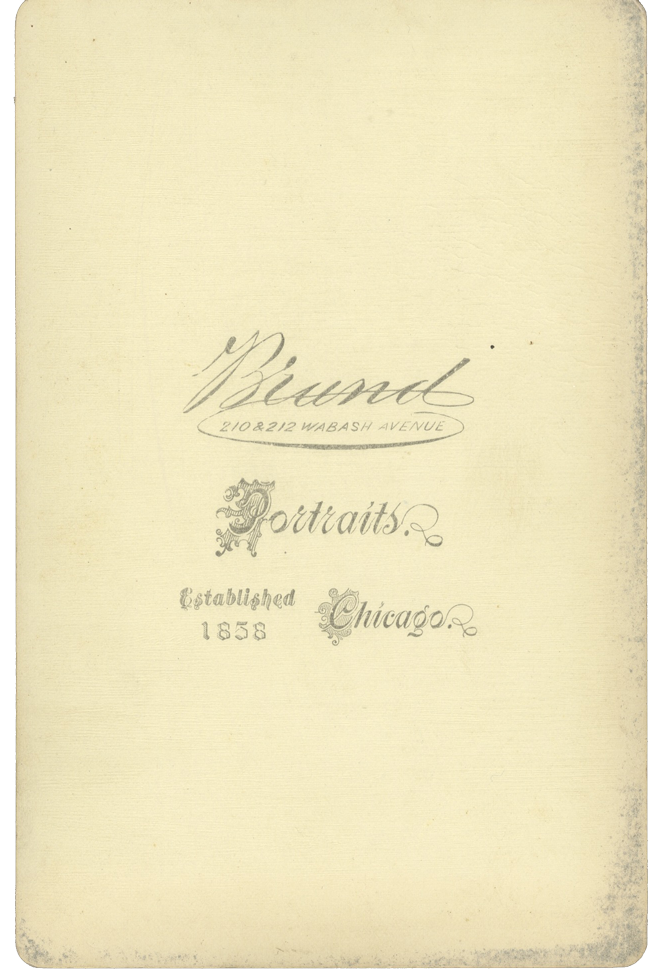 Brand
210 & 212 WABASH AVENUE
Portraits.
Established
1858
Chicago.